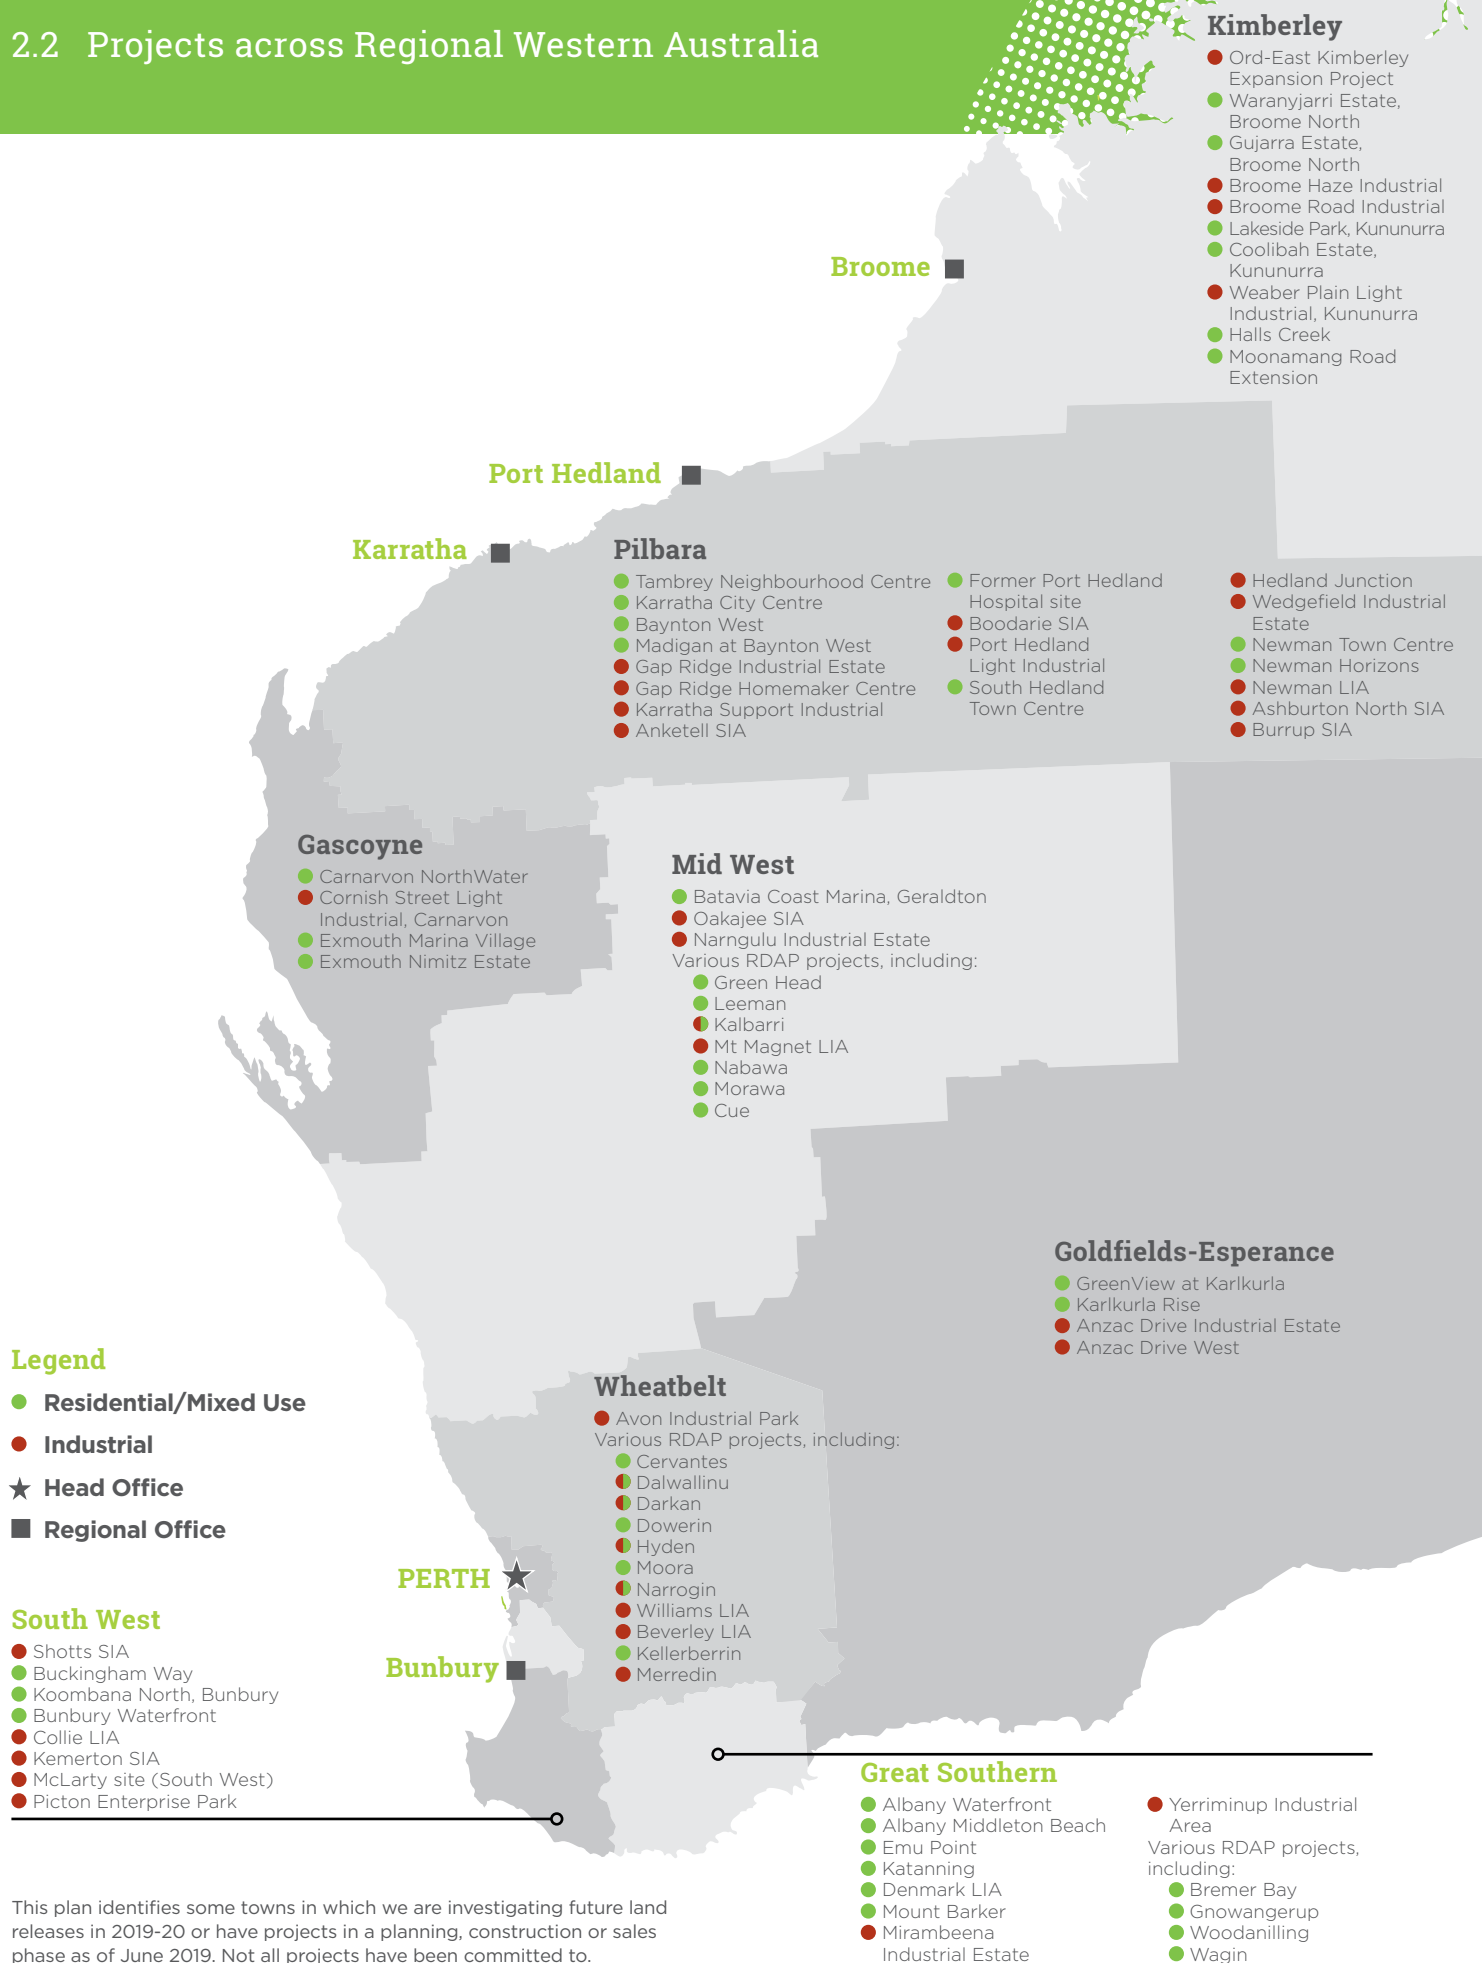 2.2 Projects across Regional Western Australia
Kimberley
Ord-East Kimberley
Expansion Project
Waranyjarri Estate,
Broome North
Gujarra Estate,
Broome North
Broome Haze Industrial
Broome Road Industrial
Lakeside Park, Kununurra
Coolibah Estate,
Kununurra
Weaber Plain Light
Industrial, Kununurra
Halls Creek
Moonamang Road
Extension
Broome
Port Hedland
Karratha
Pilbara
Tambrey Neighbourhood Centre
Karratha City Centre
Baynton West
Madigan at Baynton West
Gap Ridge Industrial Estate
Gap Ridge Homemaker Centre
Karratha Support Industrial
Anketell SIA
Former Port Hedland
Hospital site
Boodarie SIA
Port Hedland
Light Industrial
South Hedland
Town Centre
Hedland Junction
Wedgefield Industrial
Estate
Newman Town Centre
Newman Horizons
Newman LIA
Ashburton North SIA
Burrup SIA
Gascoyne
Carnarvon NorthWater
Cornish Street Light
Industrial, Carnarvon
Exmouth Marina Village
Exmouth Nimitz Estate
Mid West
Batavia Coast Marina, Geraldton
Oakajee SIA
Narngulu Industrial Estate
Various RDAP projects, including:
Green Head
Leeman
Kalbarri
Mt Magnet LIA
Nabawa
Morawa
Cue
Goldfields-Esperance
GreenView at Karlkurla
Karlkurla Rise
Anzac Drive Industrial Estate
Anzac Drive West
Legend
Residential/Mixed Use
Industrial
Head Office
Regional Office
Wheatbelt
Avon Industrial Park
Various RDAP projects, including:
Cervantes
Dalwallinu
Darkan
Dowerin
Hyden
Moora
Narrogin
Williams LIA
Beverley LIA
Kellerberrin
Merredin
PERTH
Bunbury
South West
Shotts SIA
Buckingham Way
Koombana North, Bunbury
Bunbury Waterfront
Collie LIA
Kemerton SIA
McLarty site (South West)
Picton Enterprise Park
Great Southern
Albany Waterfront
Albany Middleton Beach
Emu Point
Katanning
Denmark LIA
Mount Barker
Mirambeena
Industrial Estate
Yerriminup Industrial
Area
Various RDAP projects,
including:
Bremer Bay
Gnowangerup
Woodanilling
Wagin
This plan identifies some towns in which we are investigating future land
releases in 2019-20 or have projects in a planning, construction or sales
phase as of June 2019. Not all projects have been committed to.